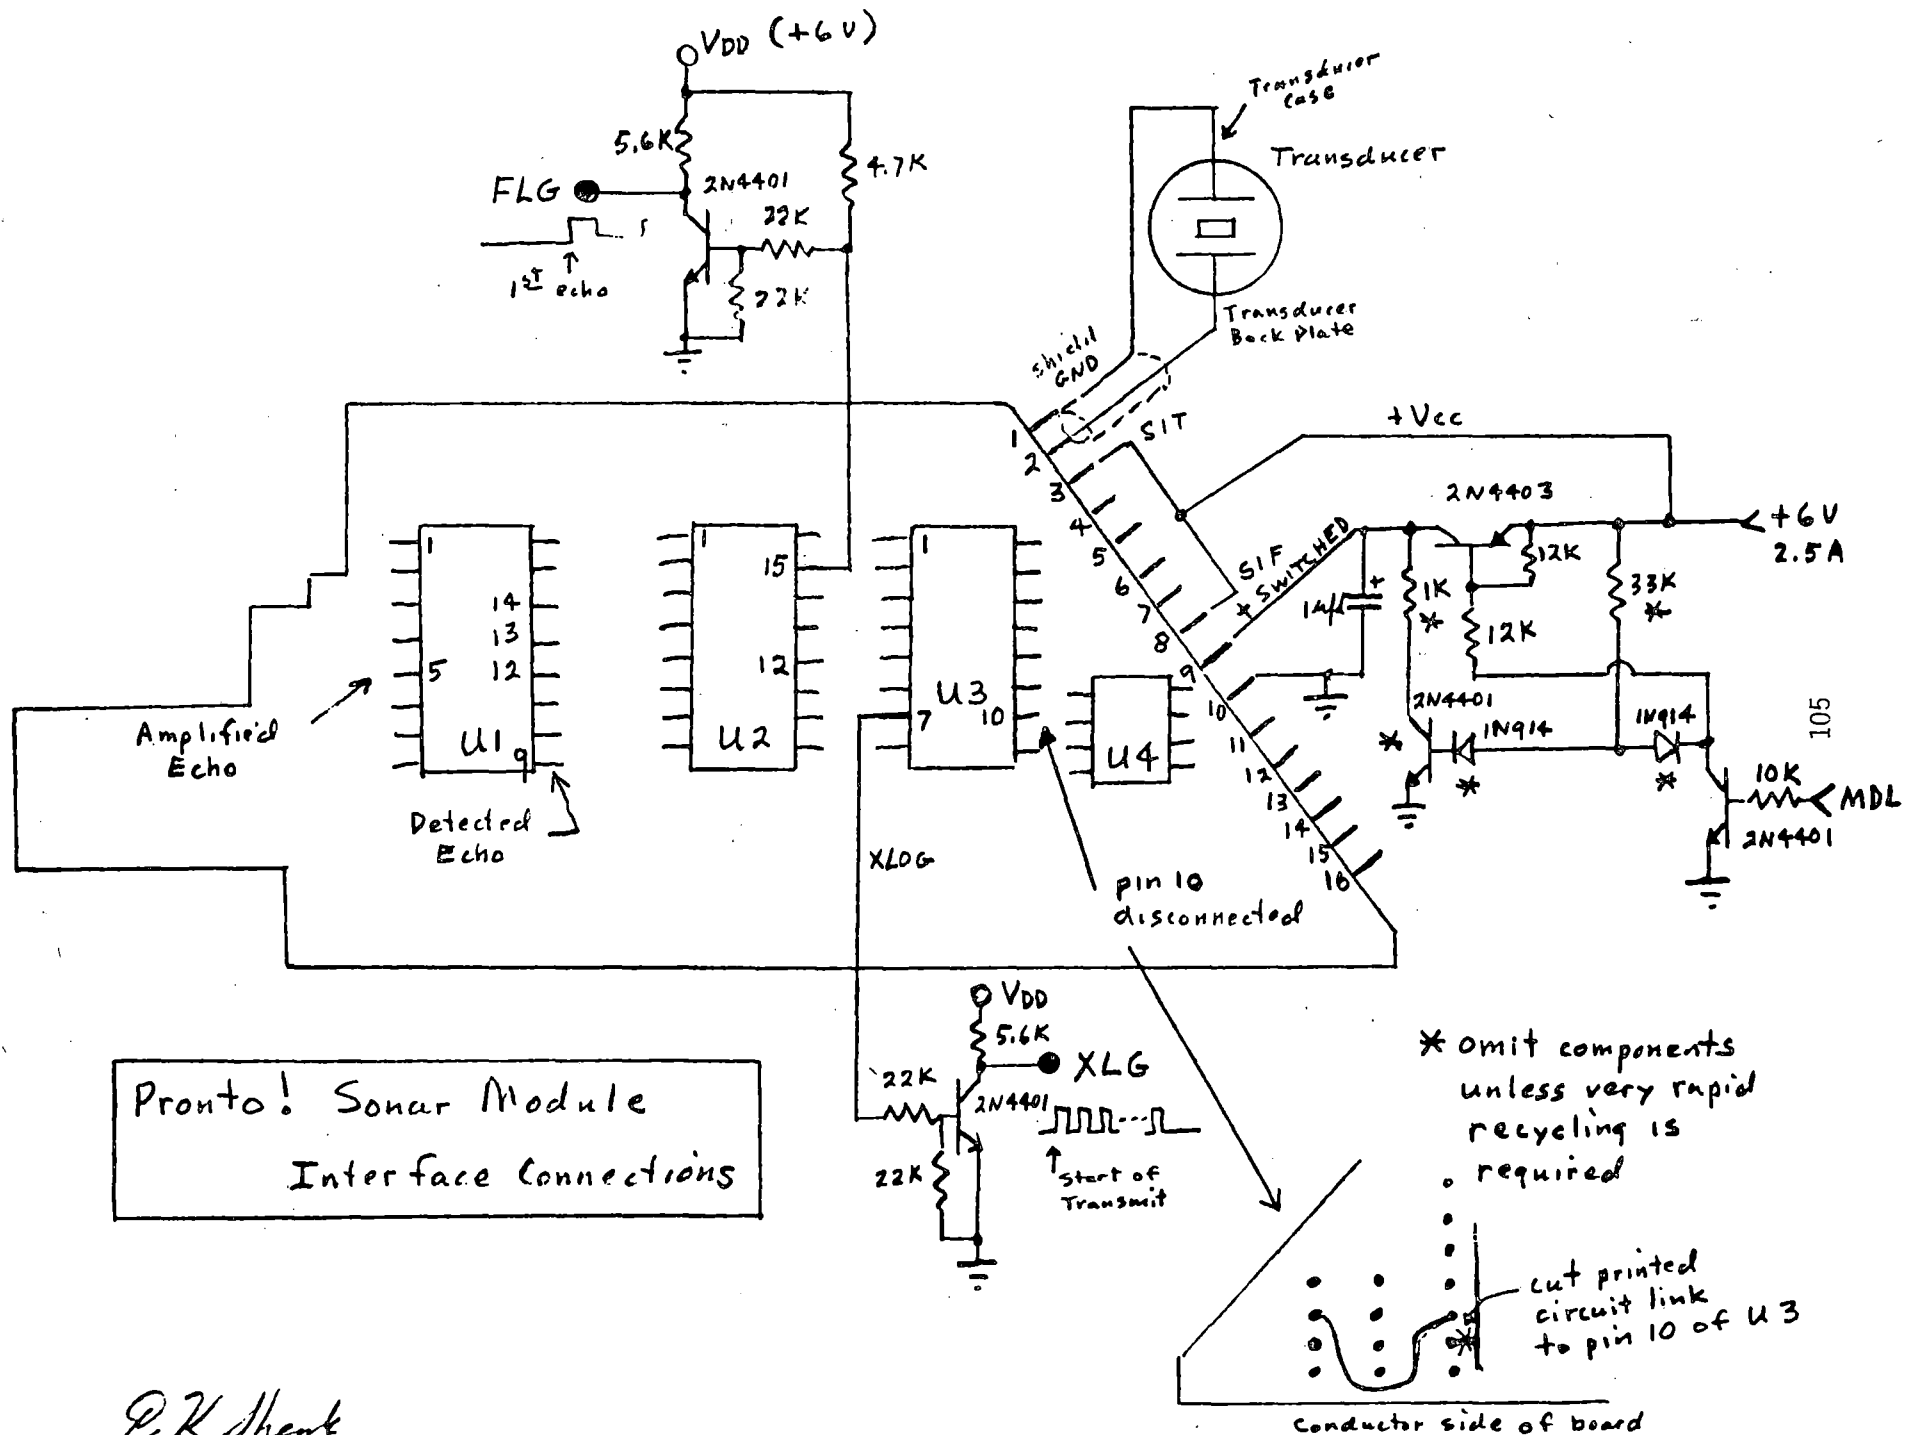 VDD (+6V)
5.6K
4.7K
FLG
2N4401
22K
22K
1st echo
Transducer
Case
Transducer
Transducer
Back Plate
Shield
GND
SIT
+Vcc
SIF
+ SWITCHED
2N4403
+6V
2.5A
12K
33K
*
1K
*
12K
2N4401
*
1N914
*
1N914
*
10K
MDL
2N4401
105
1
2
3
4
5
6
7
8
9
10
11
12
13
14
15
16
1
14
13
5
12
U1
9
Amplified
Echo
Detected
Echo
1
15
12
U2
1
U3
7
10
U4
XLOG
pin 10
disconnected
VDD
5.6K
XLG
22K
2N4401
22K
Start of
Transmit
Pronto! Sonar Module
Interface Connections
* omit components
unless very rapid
recycling is
required
cut printed
circuit link
to pin 10 of U3
*
Conductor side of board